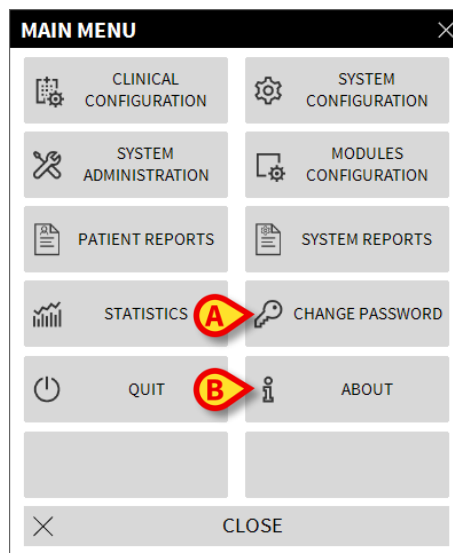 MAIN MENU
CLINICAL
CONFIGURATION
SYSTEM
CONFIGURATION
SYSTEM
ADMINISTRATION
MODULES
CONFIGURATION
PATIENT REPORTS
SYSTEM REPORTS
STATISTICS
A
CHANGE PASSWORD
QUIT
B
ABOUT
CLOSE